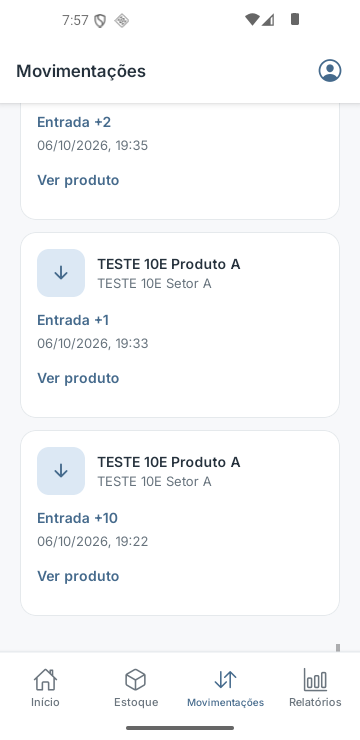 7:57
Movimentações
Entrada +2
06/10/2026, 19:35
Ver produto
TESTE 10E Produto A
TESTE 10E Setor A
Entrada +1
06/10/2026, 19:33
Ver produto
TESTE 10E Produto A
TESTE 10E Setor A
Entrada +10
06/10/2026, 19:22
Ver produto
Início
Estoque
Movimentações
Relatórios